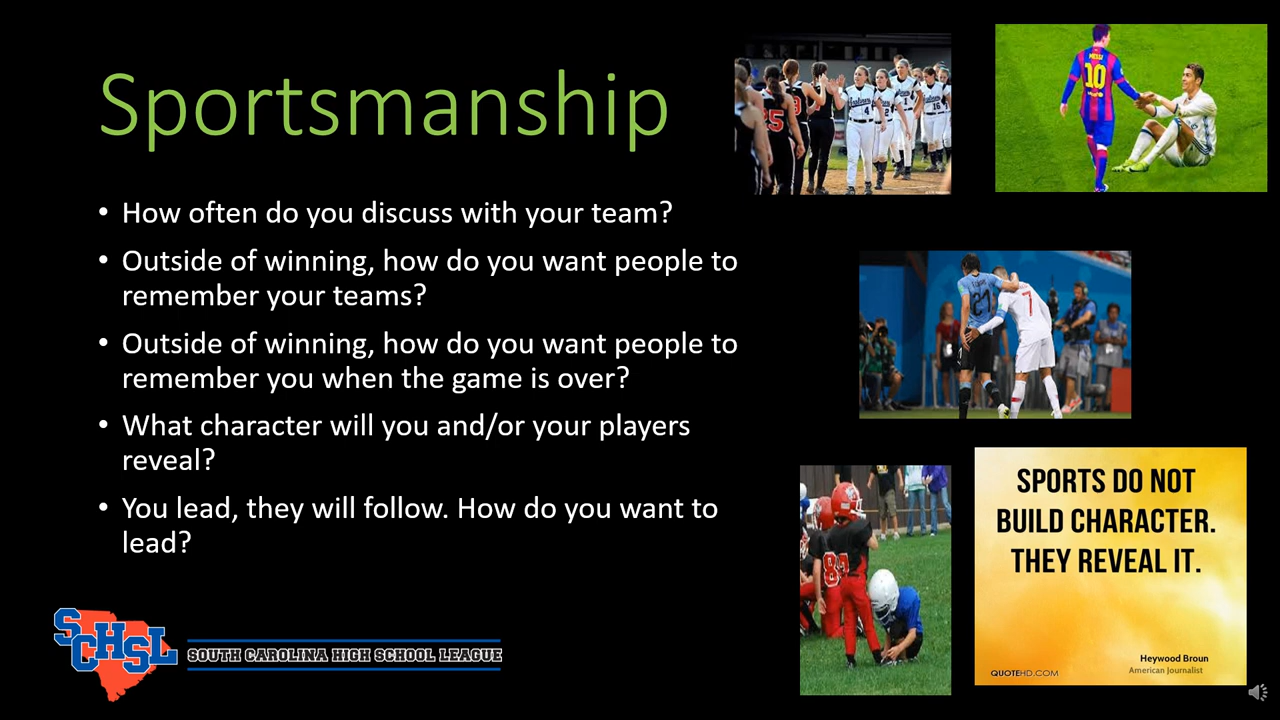 Sportsmanship
• How often do you discuss with your team?
• Outside of winning, how do you want people to
remember your teams?
• Outside of winning, how do you want people to
remember you when the game is over?
• What character will you and/or your players
reveal?
• You lead, they will follow. How do you want to
lead?
SCHSL
SOUTH CAROLINA HIGH SCHOOL LEAGUE
MESSI
10
21
7
SPORTS DO NOT
BUILD CHARACTER.
THEY REVEAL IT.
Heywood Broun
American Journalist
QUOTEHD.COM